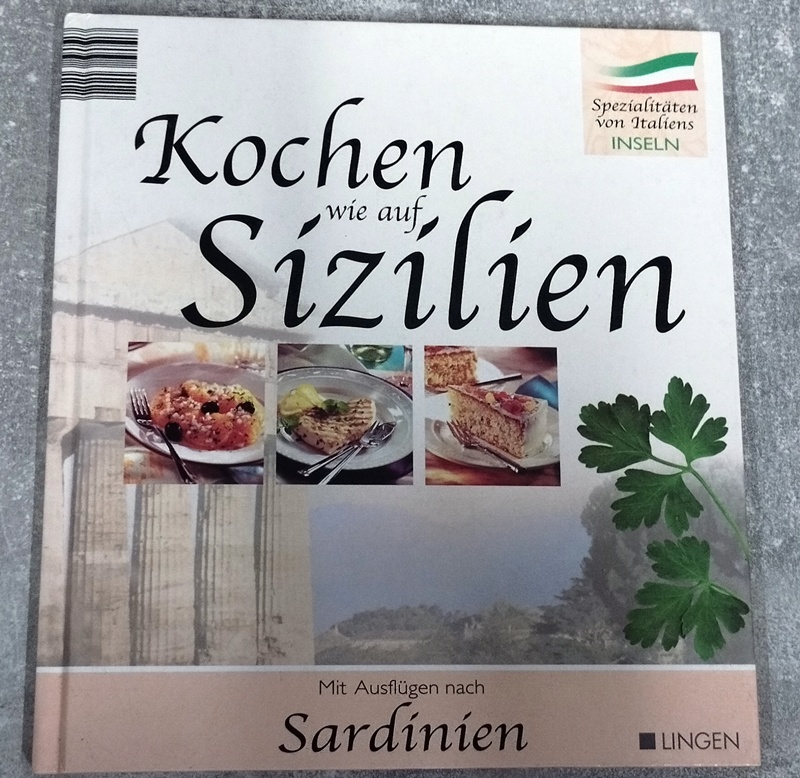 Spezialitäten
von Italiens
INSELN
Kochen
wie auf
Sizilien
Mit Ausflügen nach
Sardinien
LINGEN